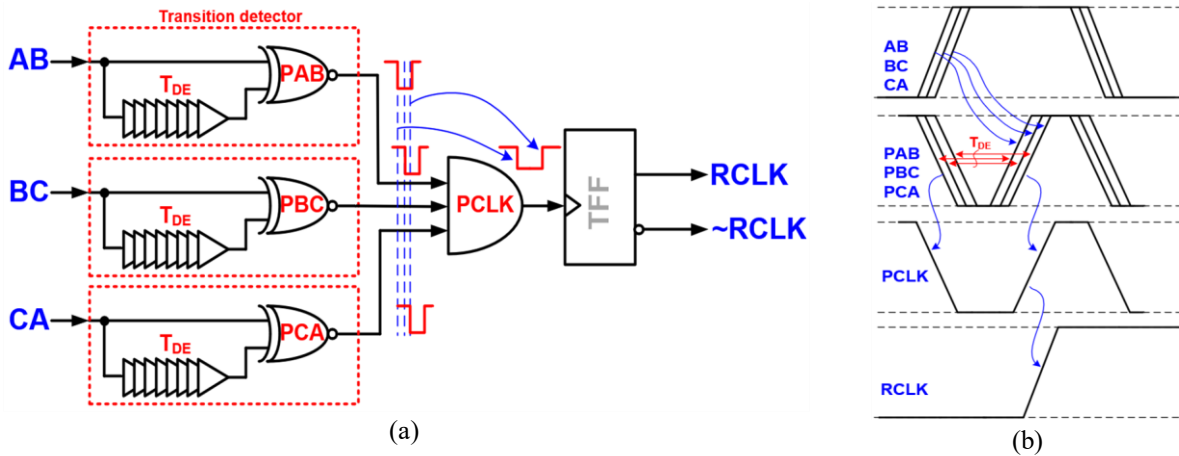 Transition detector
AB
T_DE
PAB
BC
T_DE
PBC
CA
T_DE
PCA
PCLK
TFF
RCLK
~RCLK
(a)
AB
BC
CA
T_DE
PAB
PBC
PCA
PCLK
RCLK
(b)